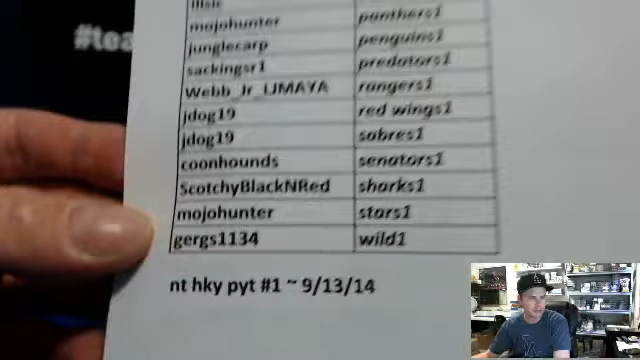 #tea
mojohunter panthers1
junglecarp penguins1
sackingsr1 predators1
Webb_Jr_IJMAYA rangers1
jdog19 red wings1
jdog19 sabres1
coonhounds senators1
ScotchyBlackNRed sharks1
mojohunter stars1
gergs1134 wild1
nt hky pyt #1 ~ 9/13/14